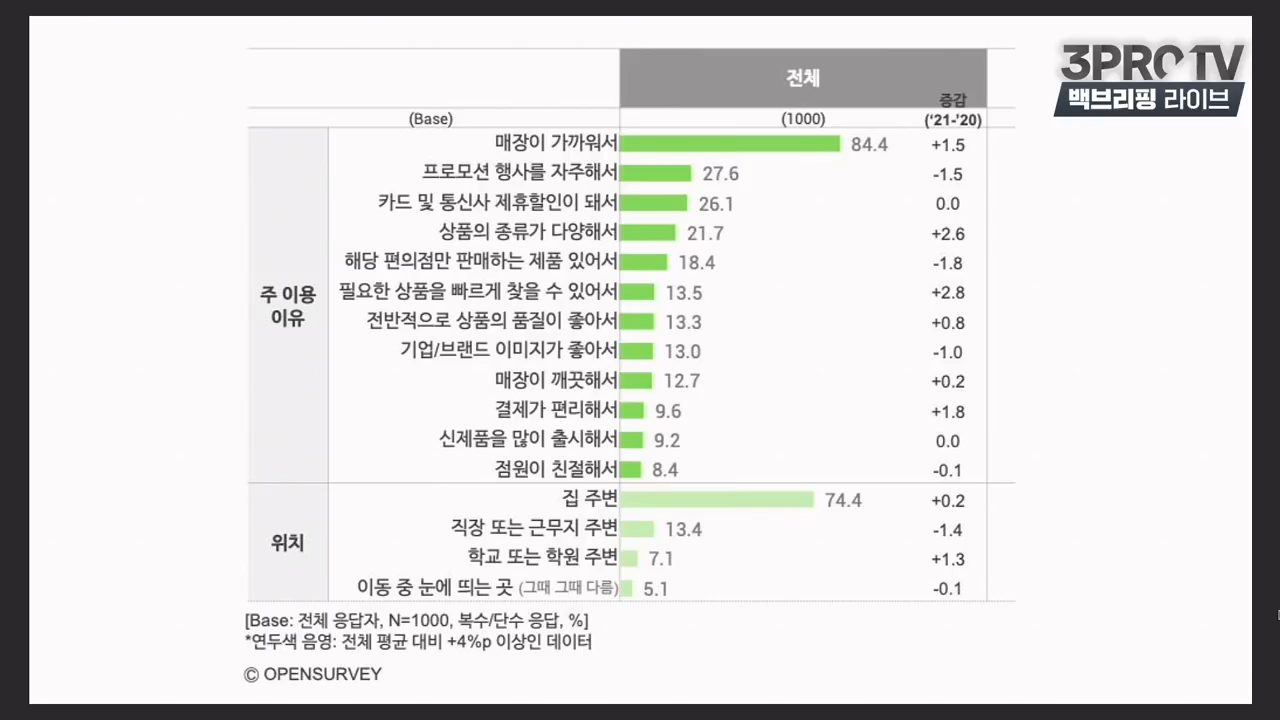 3PROTV
백브리핑 라이브
전체
증감
(Base) (1000) ('21-'20)
주 이용
이유
매장이 가까워서 84.4 +1.5
프로모션 행사를 자주해서 27.6 -1.5
카드 및 통신사 제휴할인이 돼서 26.1 0.0
상품의 종류가 다양해서 21.7 +2.6
해당 편의점만 판매하는 제품 있어서 18.4 -1.8
필요한 상품을 빠르게 찾을 수 있어서 13.5 +2.8
전반적으로 상품의 품질이 좋아서 13.3 +0.8
기업/브랜드 이미지가 좋아서 13.0 -1.0
매장이 깨끗해서 12.7 +0.2
결제가 편리해서 9.6 +1.8
신제품을 많이 출시해서 9.2 0.0
점원이 친절해서 8.4 -0.1
위치
집 주변 74.4 +0.2
직장 또는 근무지 주변 13.4 -1.4
학교 또는 학원 주변 7.1 +1.3
이동 중 눈에 띄는 곳 (그때 그때 다름) 5.1 -0.1
[Base: 전체 응답자, N=1000, 복수/단수 응답, %]
*연두색 음영: 전체 평균 대비 +4%p 이상인 데이터
© OPENSURVEY